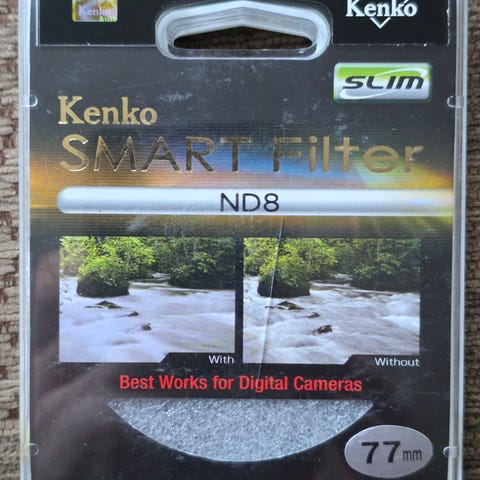 Kenko
Kenko
SLIM
Kenko
SMART Filter
ND8
With
Without
Best Works for Digital Cameras
77mm